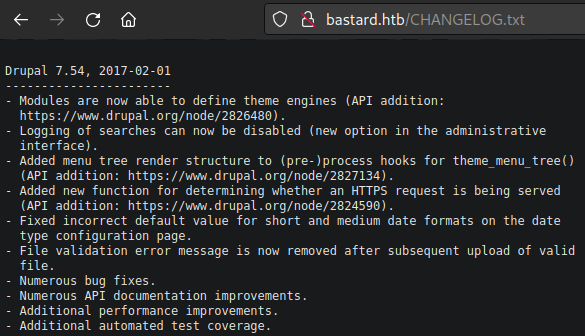 bastard.htb/CHANGELOG.txt
Drupal 7.54, 2017-02-01
-----------------------
- Modules are now able to define theme engines (API addition:
https://www.drupal.org/node/2826480).
- Logging of searches can now be disabled (new option in the administrative
interface).
- Added menu tree render structure to (pre-)process hooks for theme_menu_tree()
(API addition: https://www.drupal.org/node/2827134).
- Added new function for determining whether an HTTPS request is being served
(API addition: https://www.drupal.org/node/2824590).
- Fixed incorrect default value for short and medium date formats on the date
type configuration page.
- File validation error message is now removed after subsequent upload of valid
file.
- Numerous bug fixes.
- Numerous API documentation improvements.
- Additional performance improvements.
- Additional automated test coverage.